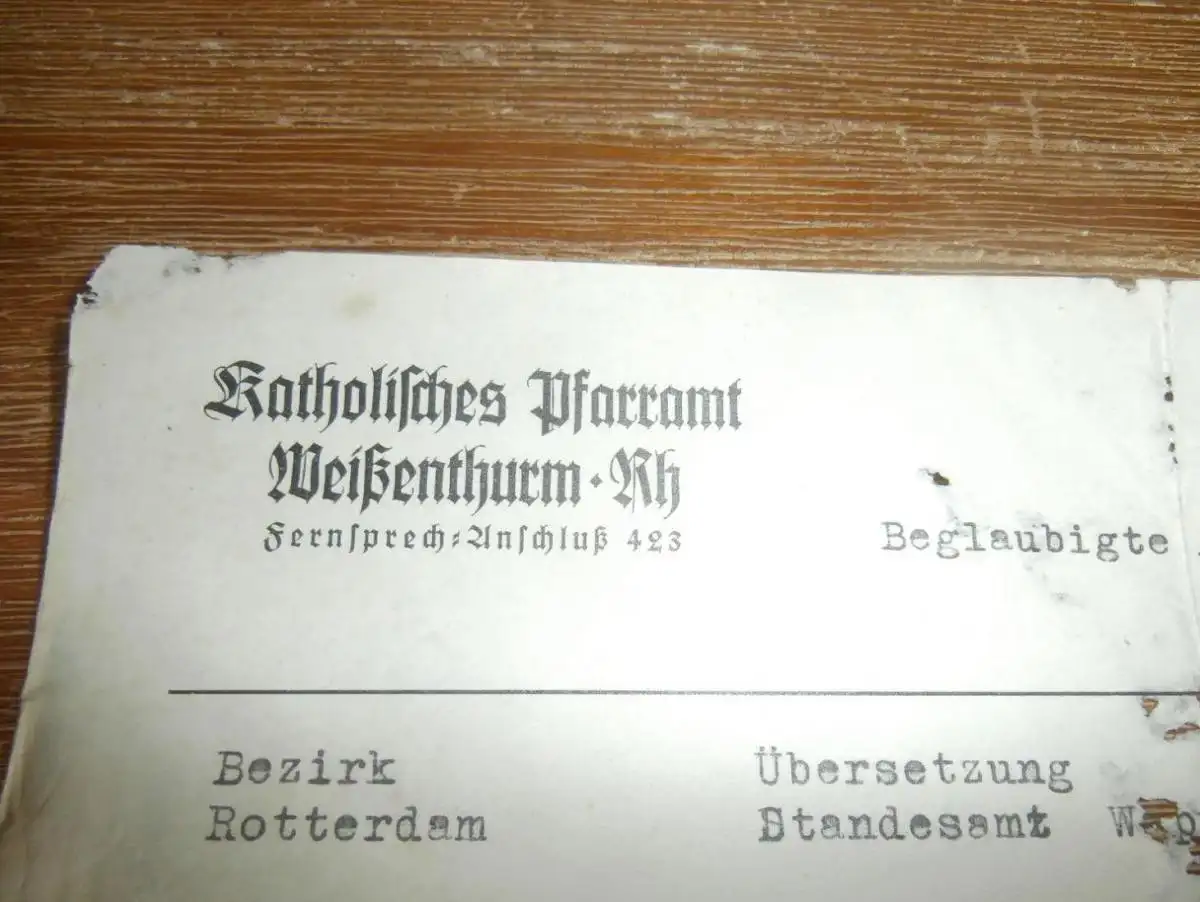 Katholisches Pfarramt
Weißenthurm · Rh
Fernsprech-Anschluß 423
Beglaubigte
Bezirk
Übersetzung
Rotterdam
Standesamt